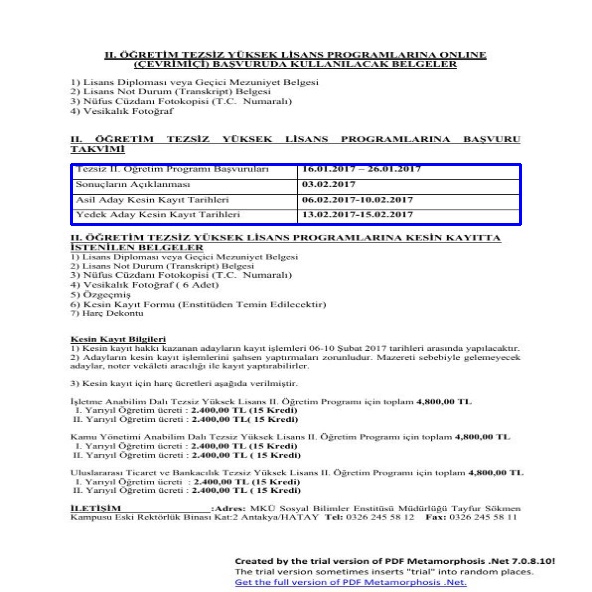 II. ÖĞRETİM TEZSİZ YÜKSEK LİSANS PROGRAMLARINA ONLINE
(ÇEVRİMİÇİ) BAŞVURUDA KULLANILACAK BELGELER
1) Lisans Diploması veya Geçici Mezuniyet Belgesi
2) Lisans Not Durum (Transkript) Belgesi
3) Nüfus Cüzdanı Fotokopisi (T.C. Numaralı)
4) Vesikalık Fotoğraf
II. ÖĞRETİM TEZSİZ YÜKSEK LİSANS PROGRAMLARINA BAŞVURU
TAKVİMİ
Tezsiz II. Öğretim Programı Başvuruları 16.01.2017 – 26.01.2017
Sonuçların Açıklanması 03.02.2017
Asil Aday Kesin Kayıt Tarihleri 06.02.2017-10.02.2017
Yedek Aday Kesin Kayıt Tarihleri 13.02.2017-15.02.2017
II. ÖĞRETİM TEZSİZ YÜKSEK LİSANS PROGRAMLARINA KESİN KAYITTA
İSTENİLEN BELGELER
1) Lisans Diploması veya Geçici Mezuniyet Belgesi
2) Lisans Not Durum (Transkript) Belgesi
3) Nüfus Cüzdanı Fotokopisi (T.C. Numaralı)
4) Vesikalık Fotoğraf ( 6 Adet)
5) Özgeçmiş
6) Kesin Kayıt Formu (Enstitüden Temin Edilecektir)
7) Harç Dekontu
Kesin Kayıt Bilgileri
1) Kesin kayıt hakkı kazanan adayların kayıt işlemleri 06-10 Şubat 2017 tarihleri arasında yapılacaktır.
2) Adayların kesin kayıt işlemlerini şahsen yaptırmaları zorunludur. Mazereti sebebiyle gelemeyecek
adaylar, noter vekâleti aracılığı ile kayıt yaptırabilirler.
3) Kesin kayıt için harç ücretleri aşağıda verilmiştir.
İşletme Anabilim Dalı Tezsiz Yüksek Lisans II. Öğretim Programı için toplam 4,800,00 TL
I. Yarıyıl Öğretim ücreti : 2.400,00 TL (15 Kredi)
II. Yarıyıl Öğretim ücreti : 2.400,00 TL( 15 Kredi)
Kamu Yönetimi Anabilim Dalı Tezsiz Yüksek Lisans II. Öğretim Programı için toplam 4,800,00 TL
I. Yarıyıl Öğretim ücreti : 2.400,00 TL (15 Kredi)
II. Yarıyıl Öğretim ücreti : 2.400,00 TL ( 15 Kredi)
Uluslararası Ticaret ve Bankacılık Tezsiz Yüksek Lisans II. Öğretim Programı için toplam 4,800,00 TL
I. Yarıyıl Öğretim ücreti : 2.400,00 TL (15 Kredi)
II. Yarıyıl Öğretim ücreti : 2.400,00 TL ( 15 Kredi)
İLETİŞİM :Adres: MKÜ Sosyal Bilimler Enstitüsü Müdürlüğü Tayfur Sökmen
Kampusu Eski Rektörlük Binası Kat:2 Antakya/HATAY Tel: 0326 245 58 12 Fax: 0326 245 58 11
Created by the trial version of PDF Metamorphosis .Net 7.0.8.10!
The trial version sometimes inserts "trial" into random places.
Get the full version of PDF Metamorphosis .Net.